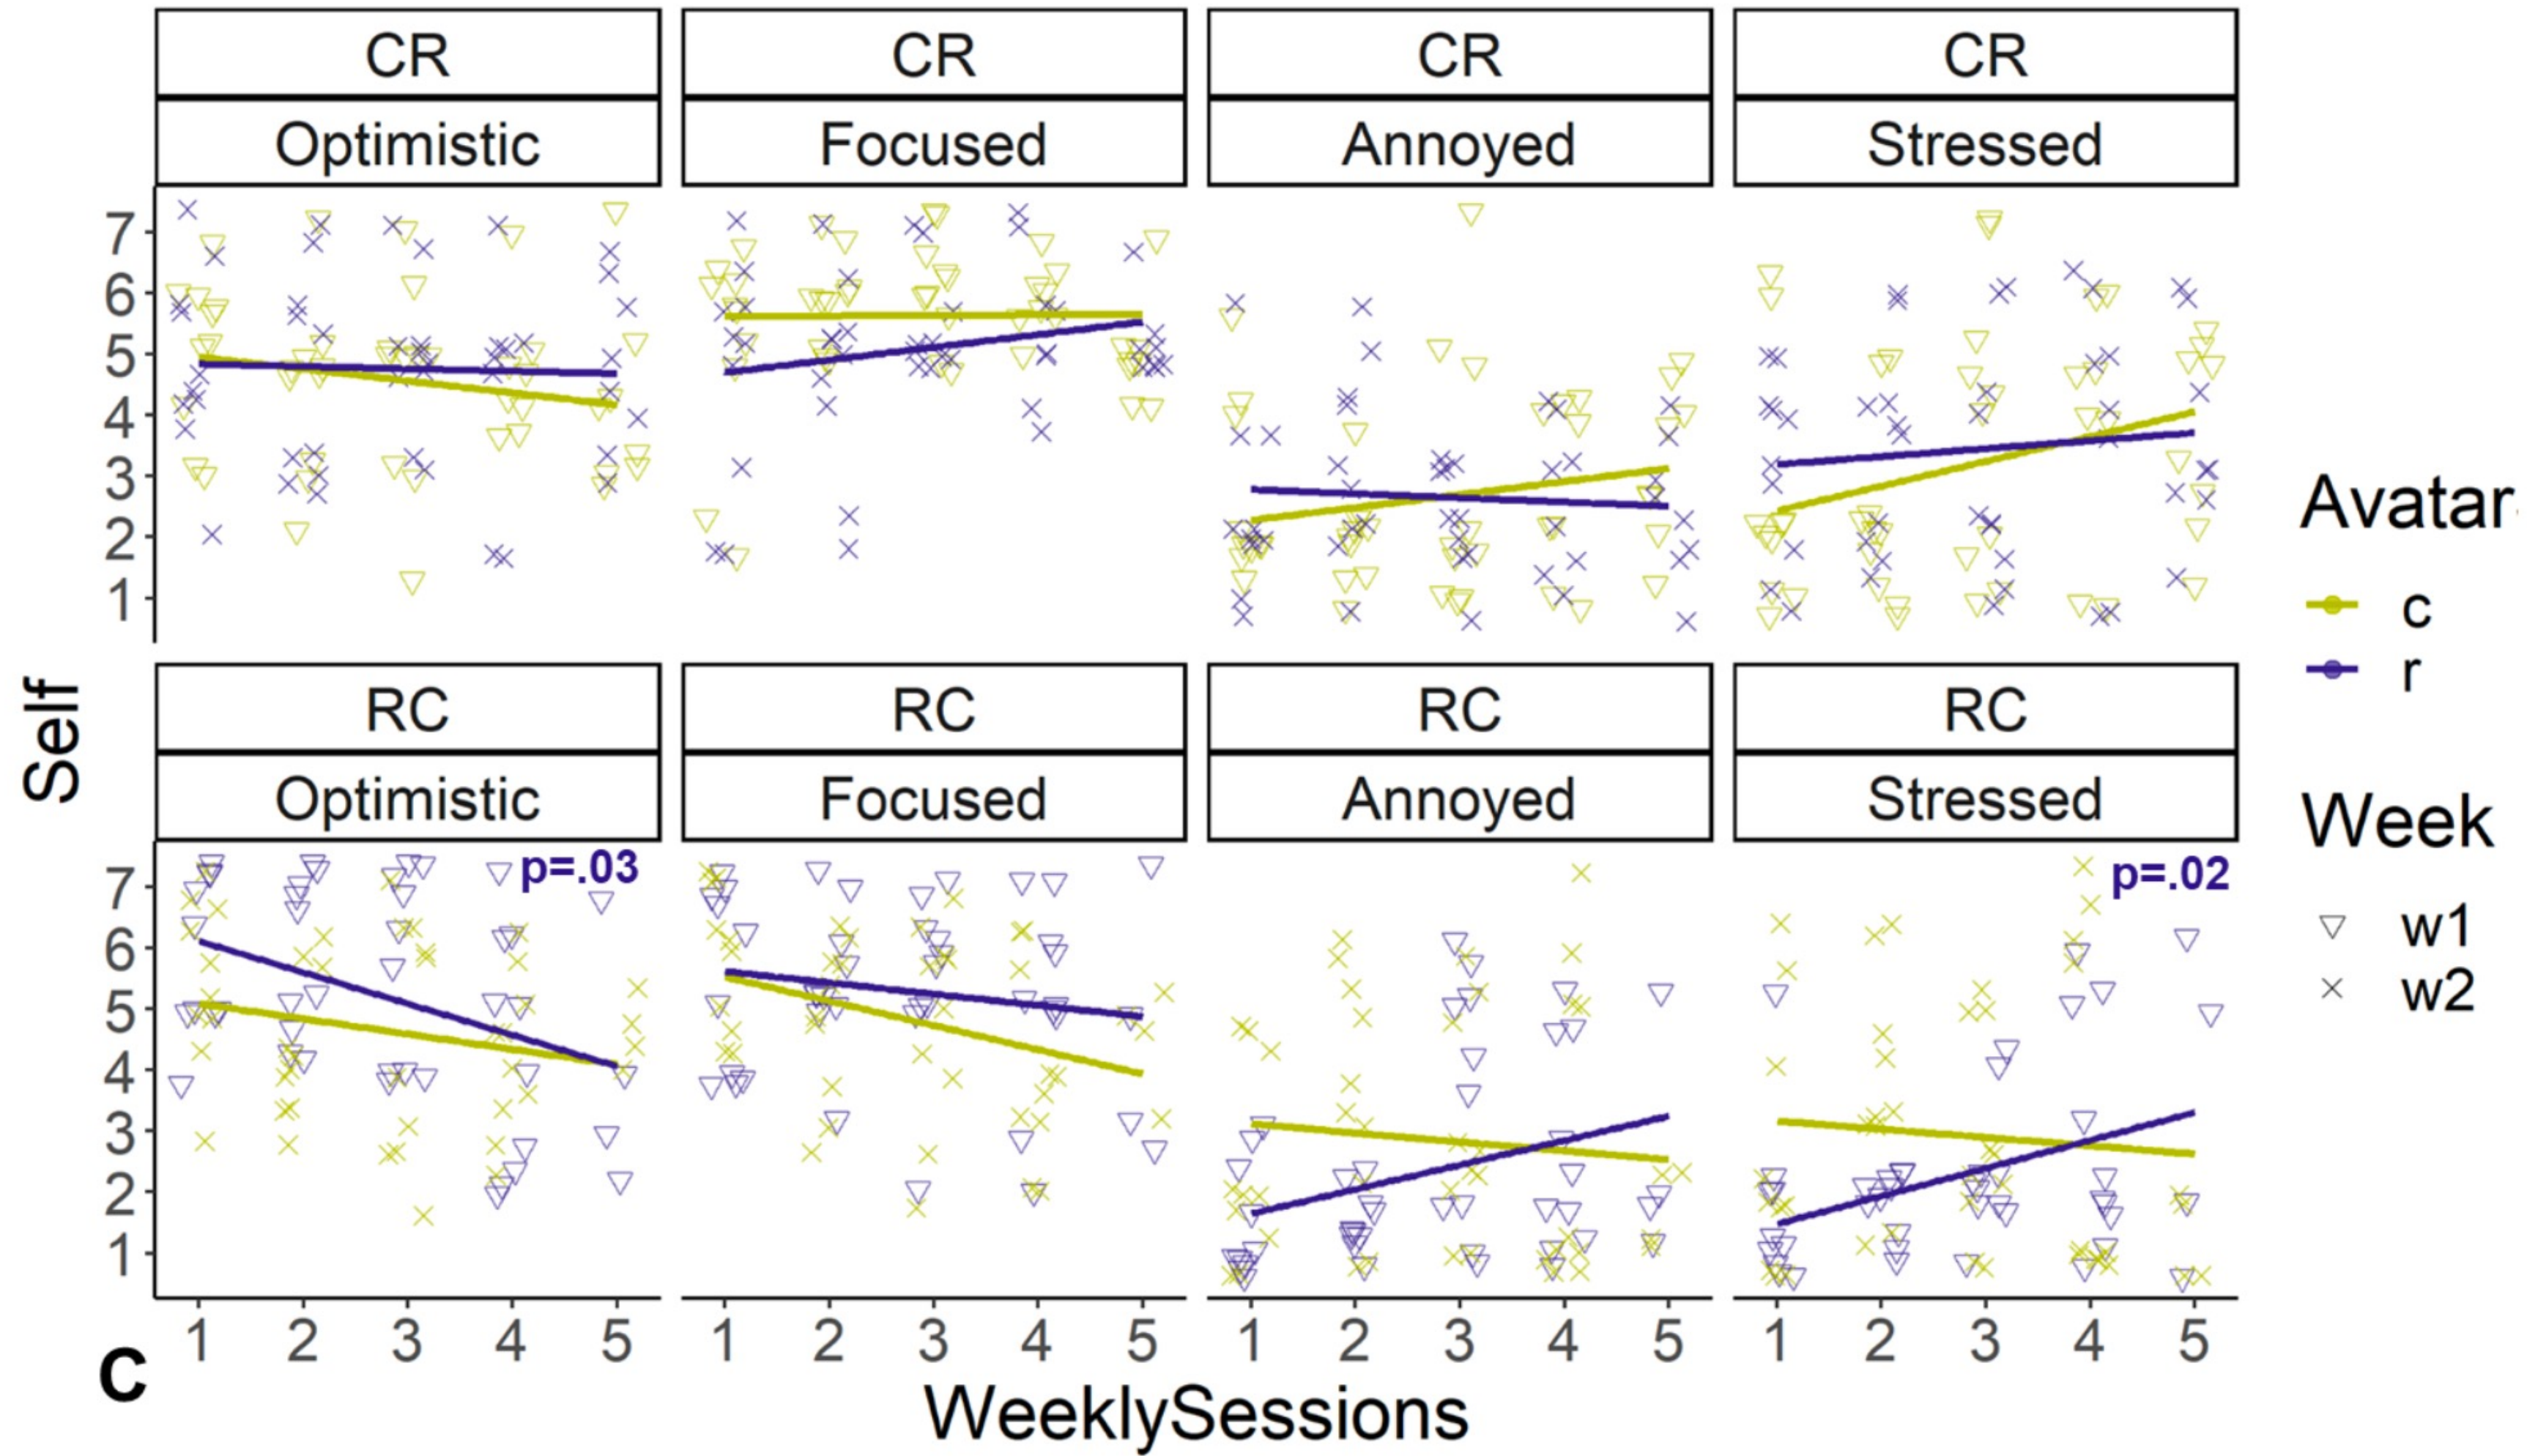 CR CR CR CR
Optimistic Focused Annoyed Stressed
7
6
5
4
3
2
1
Self
RC RC RC RC
Optimistic Focused Annoyed Stressed
p=.03 p=.02
7
6
5
4
3
2
1
1 2 3 4 5 1 2 3 4 5 1 2 3 4 5 1 2 3 4 5
C
WeeklySessions
Avatar
c
r
Week
w1
w2